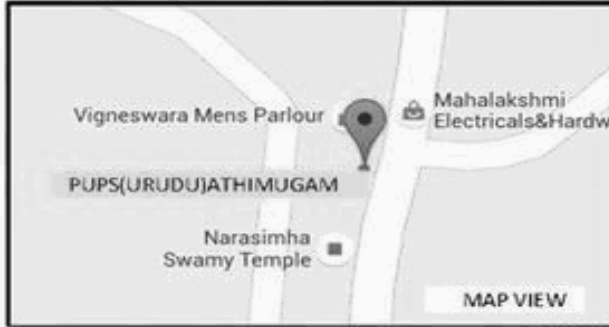 Vigneswara Mens Parlour
Mahalakshmi
Electricals&Hardw
PUPS(URUDU)ATHIMUGAM
Narasimha
Swamy Temple
MAP VIEW